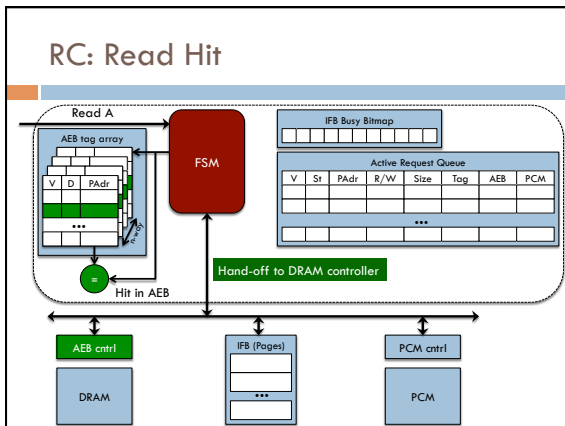 RC: Read Hit
Read A
AEB tag array
V D PAdr
•••
n-way
=
Hit in AEB
FSM
IFB Busy Bitmap
Active Request Queue
V St PAdr R/W Size Tag AEB PCM
•••
Hand-off to DRAM controller
AEB cntrl
DRAM
IFB (Pages)
•••
PCM cntrl
PCM